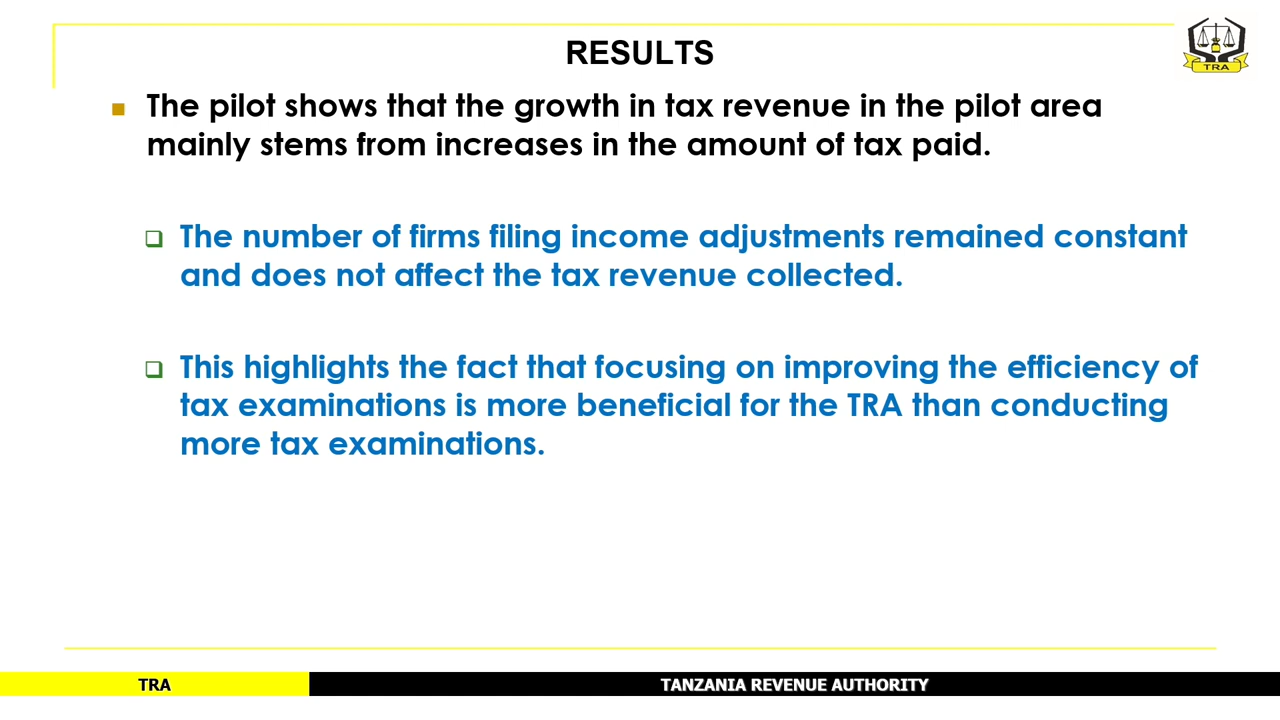 RESULTS
TRA
The pilot shows that the growth in tax revenue in the pilot area
mainly stems from increases in the amount of tax paid.
The number of firms filing income adjustments remained constant
and does not affect the tax revenue collected.
This highlights the fact that focusing on improving the efficiency of
tax examinations is more beneficial for the TRA than conducting
more tax examinations.
TRA
TANZANIA REVENUE AUTHORITY